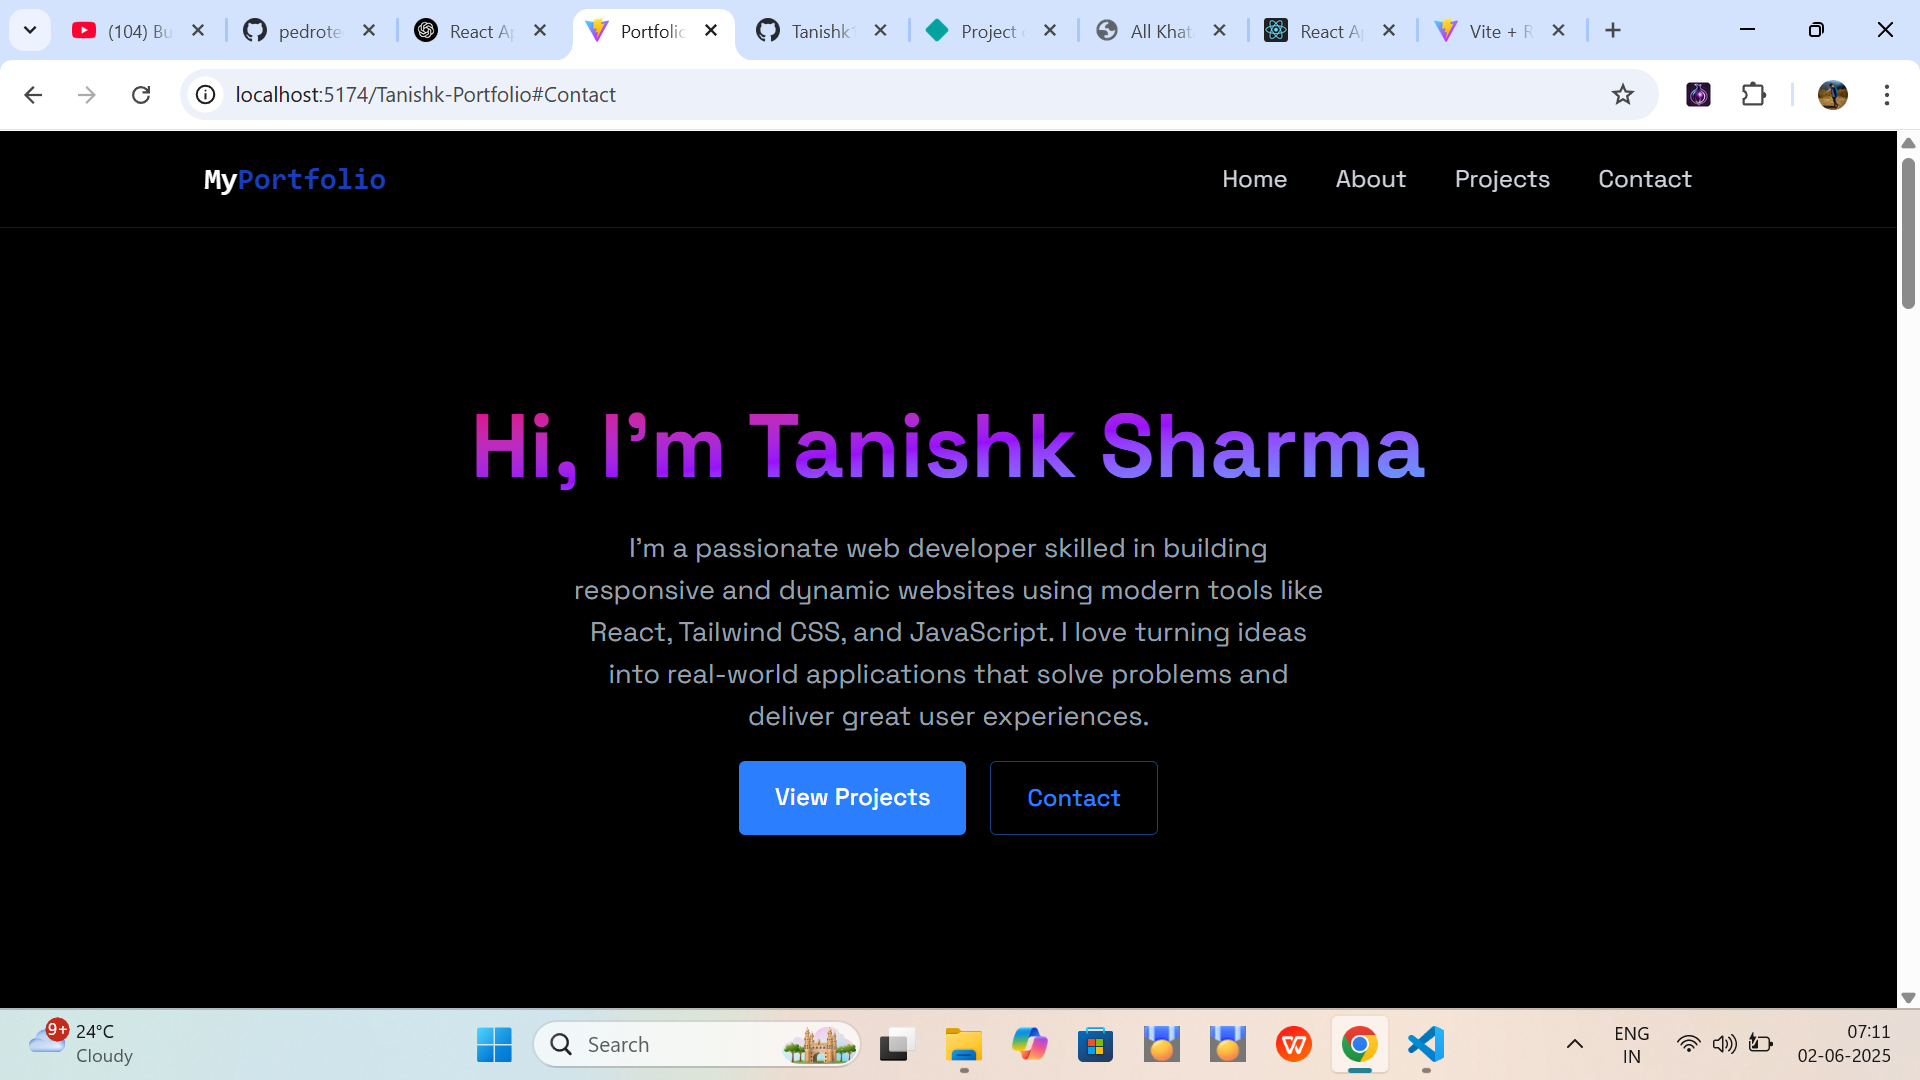 (104) Bu
pedrote
React Ap
Portfolio
Tanishk
Project
All Khat
React Ap
Vite + R
localhost:5174/Tanishk-Portfolio#Contact
MyPortfolio
Home
About
Projects
Contact
Hi, I'm Tanishk Sharma
I'm a passionate web developer skilled in building
responsive and dynamic websites using modern tools like
React, Tailwind CSS, and JavaScript. I love turning ideas
into real-world applications that solve problems and
deliver great user experiences.
View Projects
Contact
9+
24°C
Cloudy
Search
ENG
IN
07:11
02-06-2025